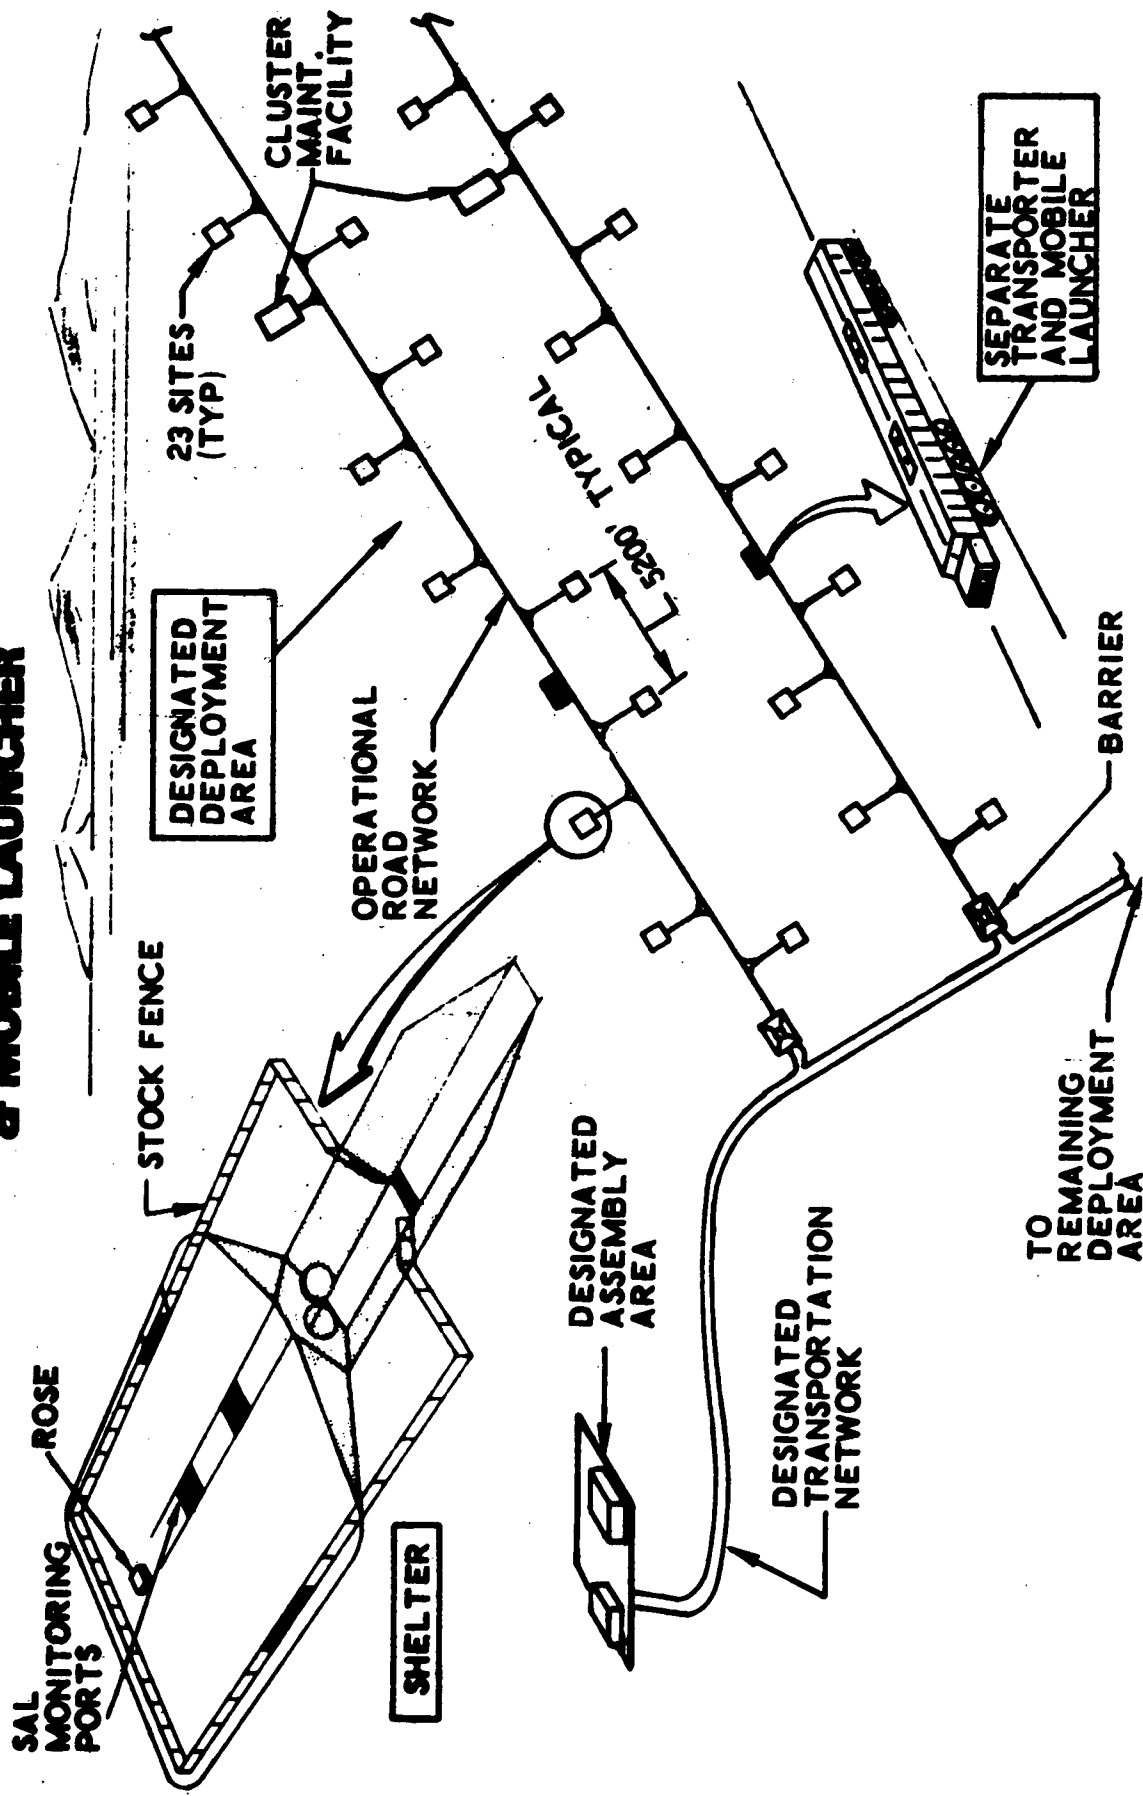 & MOBILE LAUNCHER
SAL
MONITORING
PORTS
ROSE
STOCK FENCE
SHELTER
DESIGNATED
DEPLOYMENT
AREA
23 SITES
(TYP)
CLUSTER
MAINT.
FACILITY
OPERATIONAL
ROAD
NETWORK
5200' TYPICAL
DESIGNATED
ASSEMBLY
AREA
DESIGNATED
TRANSPORTATION
NETWORK
TO
REMAINING
DEPLOYMENT
AREA
BARRIER
SEPARATE
TRANSPORTER
AND MOBILE
LAUNCHER